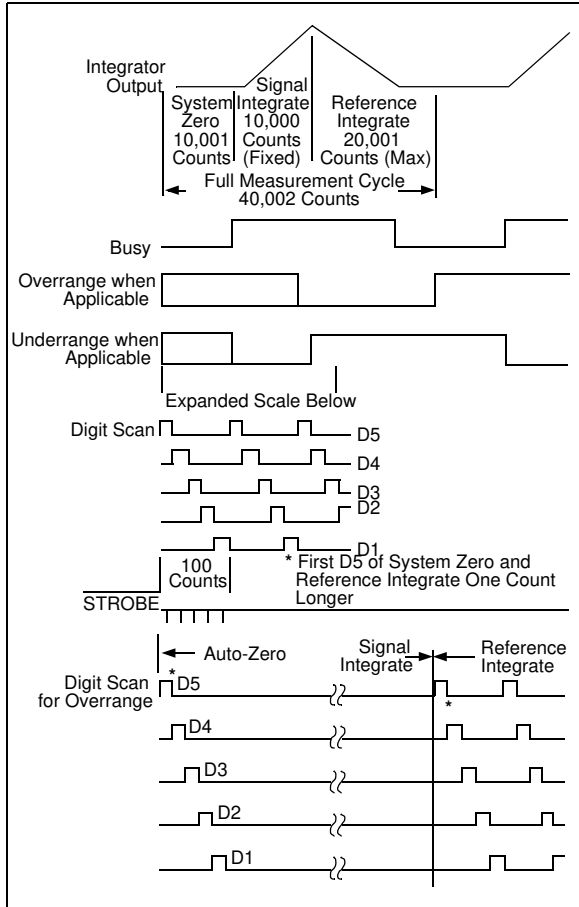 Integrator
Output
System
Zero
10,001
Counts
Signal
Integrate
10,000
Counts
(Fixed)
Reference
Integrate
20,001
Counts (Max)
Full Measurement Cycle
40,002 Counts
Busy
Overrange when
Applicable
Underrange when
Applicable
Expanded Scale Below
Digit Scan
D5
D4
D3
D2
D1
100
Counts
* First D5 of System Zero and
Reference Integrate One Count
Longer
STROBE
Auto-Zero
Signal
Integrate
Reference
Integrate
Digit Scan
for Overrange
* D5
*
D4
D3
D2
D1